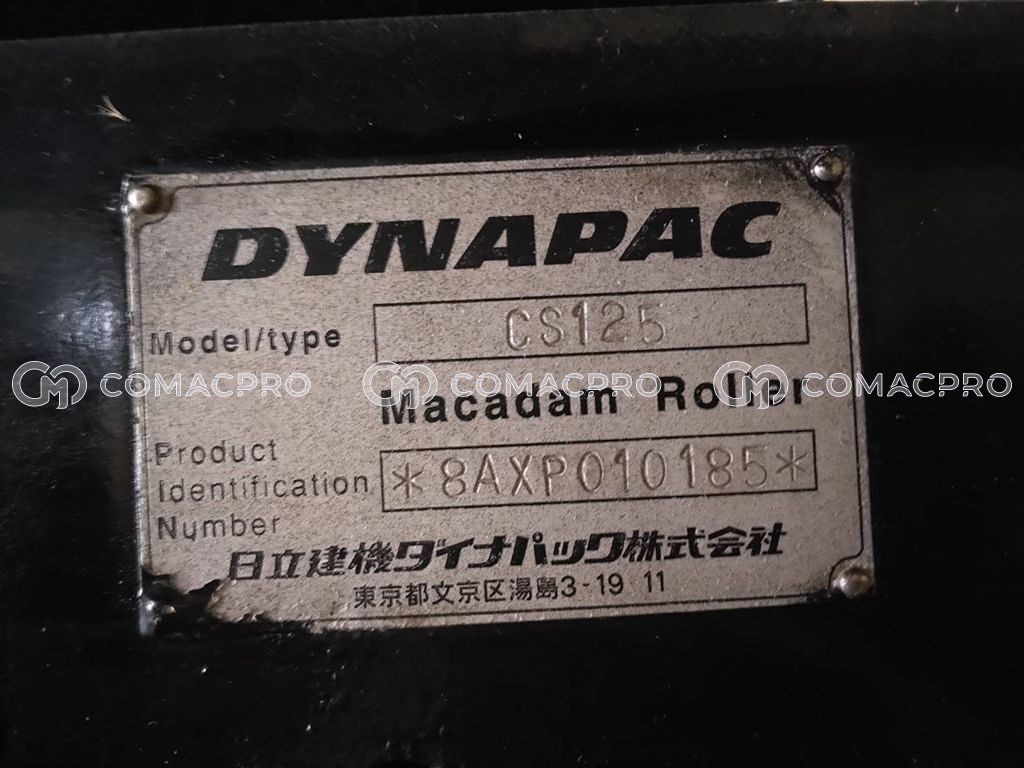 DYNAPAC
Model/type CS125
COMACPRO COMACPRO COMACPRO
Macadam Roller
Product
Identification
Number
*8AXP010185*
日立建機ダイナパック株式会社
東京都文京区湯島3-19 11